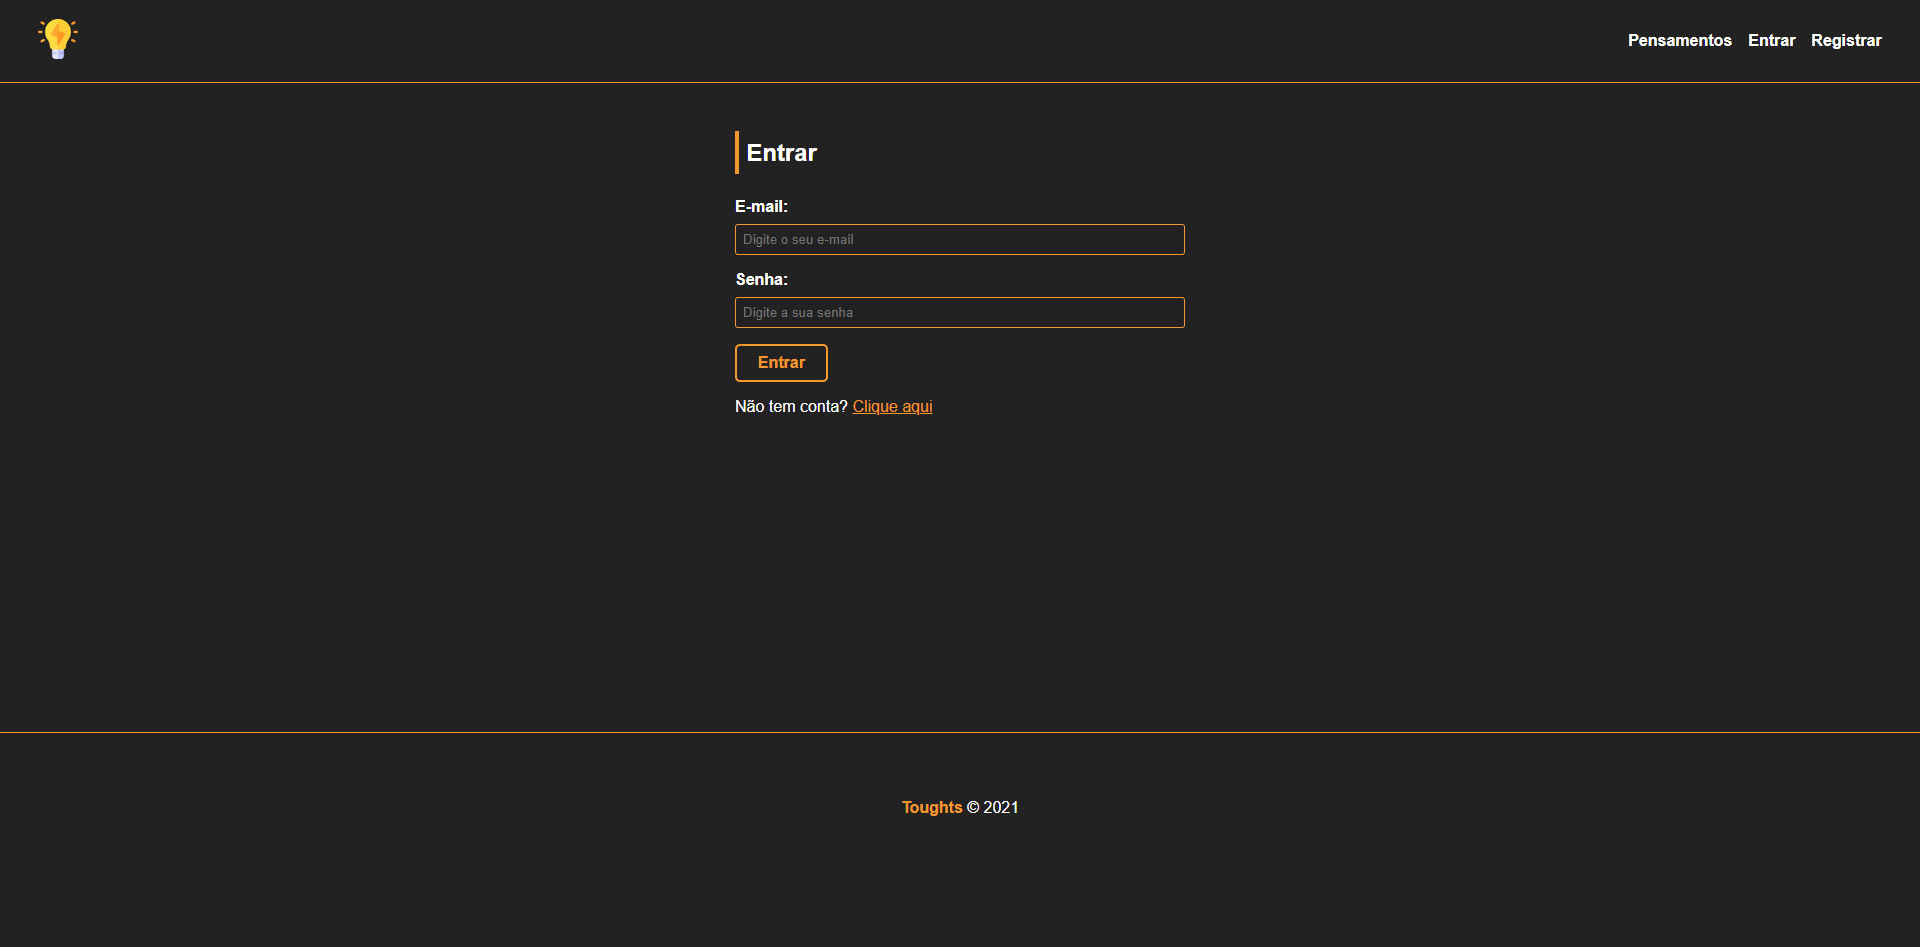 Pensamentos Entrar Registrar
Entrar
E-mail:
Digite o seu e-mail
Senha:
Digite a sua senha
Entrar
Não tem conta? Clique aqui
Toughts © 2021